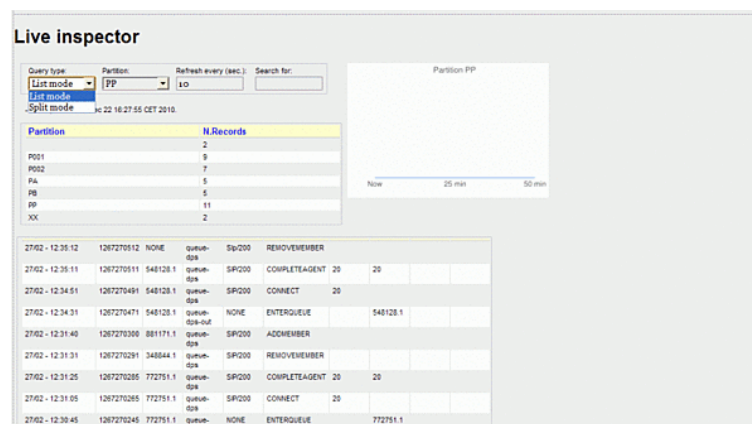 Live inspector
Query type: Partition: Refresh every (sec.): Search for:
List mode PP 10
List mode
Split mode
ec 22 16:27:55 CET 2010.
Partition PP
Now 25 min 50 min
Partition N.Records
2
P001 9
P002 7
PA 5
PB 5
PP 11
XX 2
27/02 - 12:35:12 1267270512 NONE queue-dps Sip/200 REMOVEMEMBER
27/02 - 12:35:11 1267270511 548128.1 queue-dps SIP/200 COMPLETEAGENT 20 20
27/02 - 12:34:51 1267270491 548128.1 queue-dps SIP/200 CONNECT 20
27/02 - 12:34:31 1267270471 548128.1 queue-dps-out NONE ENTERQUEUE 548128.1
27/02 - 12:31:40 1267270300 881171.1 queue-dps SIP/200 ADDMEMBER
27/02 - 12:31:31 1267270291 348844.1 queue-dps SIP/200 REMOVEMEMBER
27/02 - 12:31:25 1267270285 772751.1 queue-dps SIP/200 COMPLETEAGENT 20 20
27/02 - 12:31:05 1267270265 772751.1 queue-dps SIP/200 CONNECT 20
27/02 - 12:30:45 1267270245 772751.1 queue- NONE ENTERQUEUE 772751.1